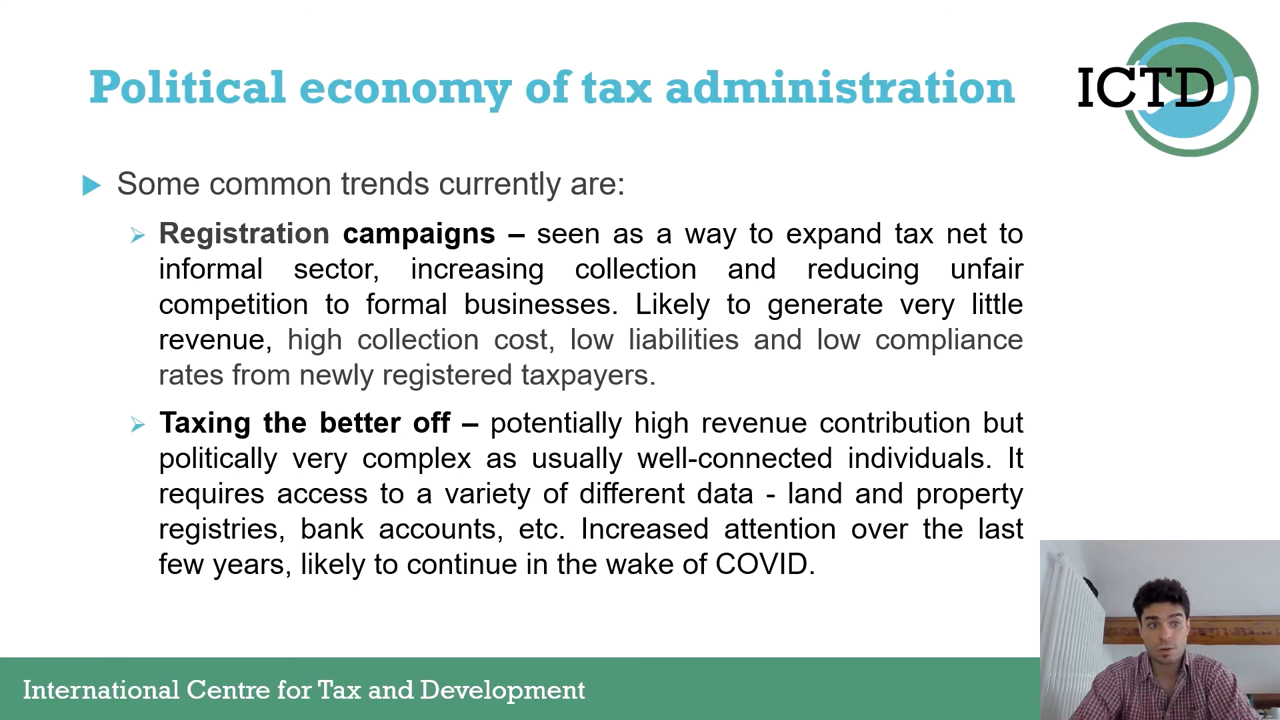 Political economy of tax administration
ICTD
Some common trends currently are:
Registration campaigns – seen as a way to expand tax net to
informal sector, increasing collection and reducing unfair
competition to formal businesses. Likely to generate very little
revenue, high collection cost, low liabilities and low compliance
rates from newly registered taxpayers.
Taxing the better off – potentially high revenue contribution but
politically very complex as usually well-connected individuals. It
requires access to a variety of different data - land and property
registries, bank accounts, etc. Increased attention over the last
few years, likely to continue in the wake of COVID.
International Centre for Tax and Development